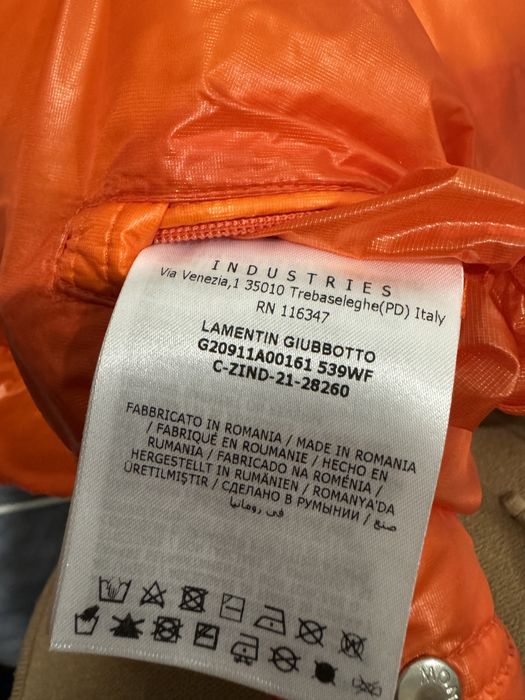 INDUSTRIES
Via Venezia,1 35010 Trebaseleghe(PD) Italy
RN 116347
LAMENTIN GIUBBOTTO
G20911A00161 539WF
C-ZIND-21-28260
FABBRICATO IN ROMANIA / MADE IN ROMANIA
/ FABRIQUÉ EN ROUMANIE / HECHO EN
RUMANIA / FABRICADO NA ROMÉNIA /
HERGESTELLT IN RUMÄNIEN / ROMANYA'DA
ÜRETILMIŞTIR / СДЕЛАНО В РУМЫНИИ / صنع
في رومانيا